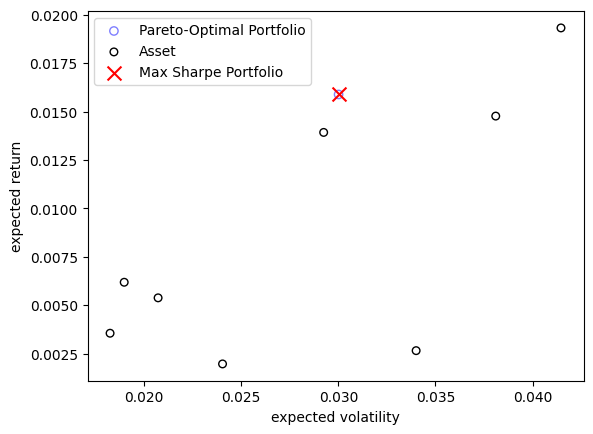 Pareto-Optimal Portfolio
Asset
Max Sharpe Portfolio
0.0200
0.0175
0.0150
0.0125
0.0100
0.0075
0.0050
0.0025
expected return
0.020
0.025
0.030
0.035
0.040
expected volatility